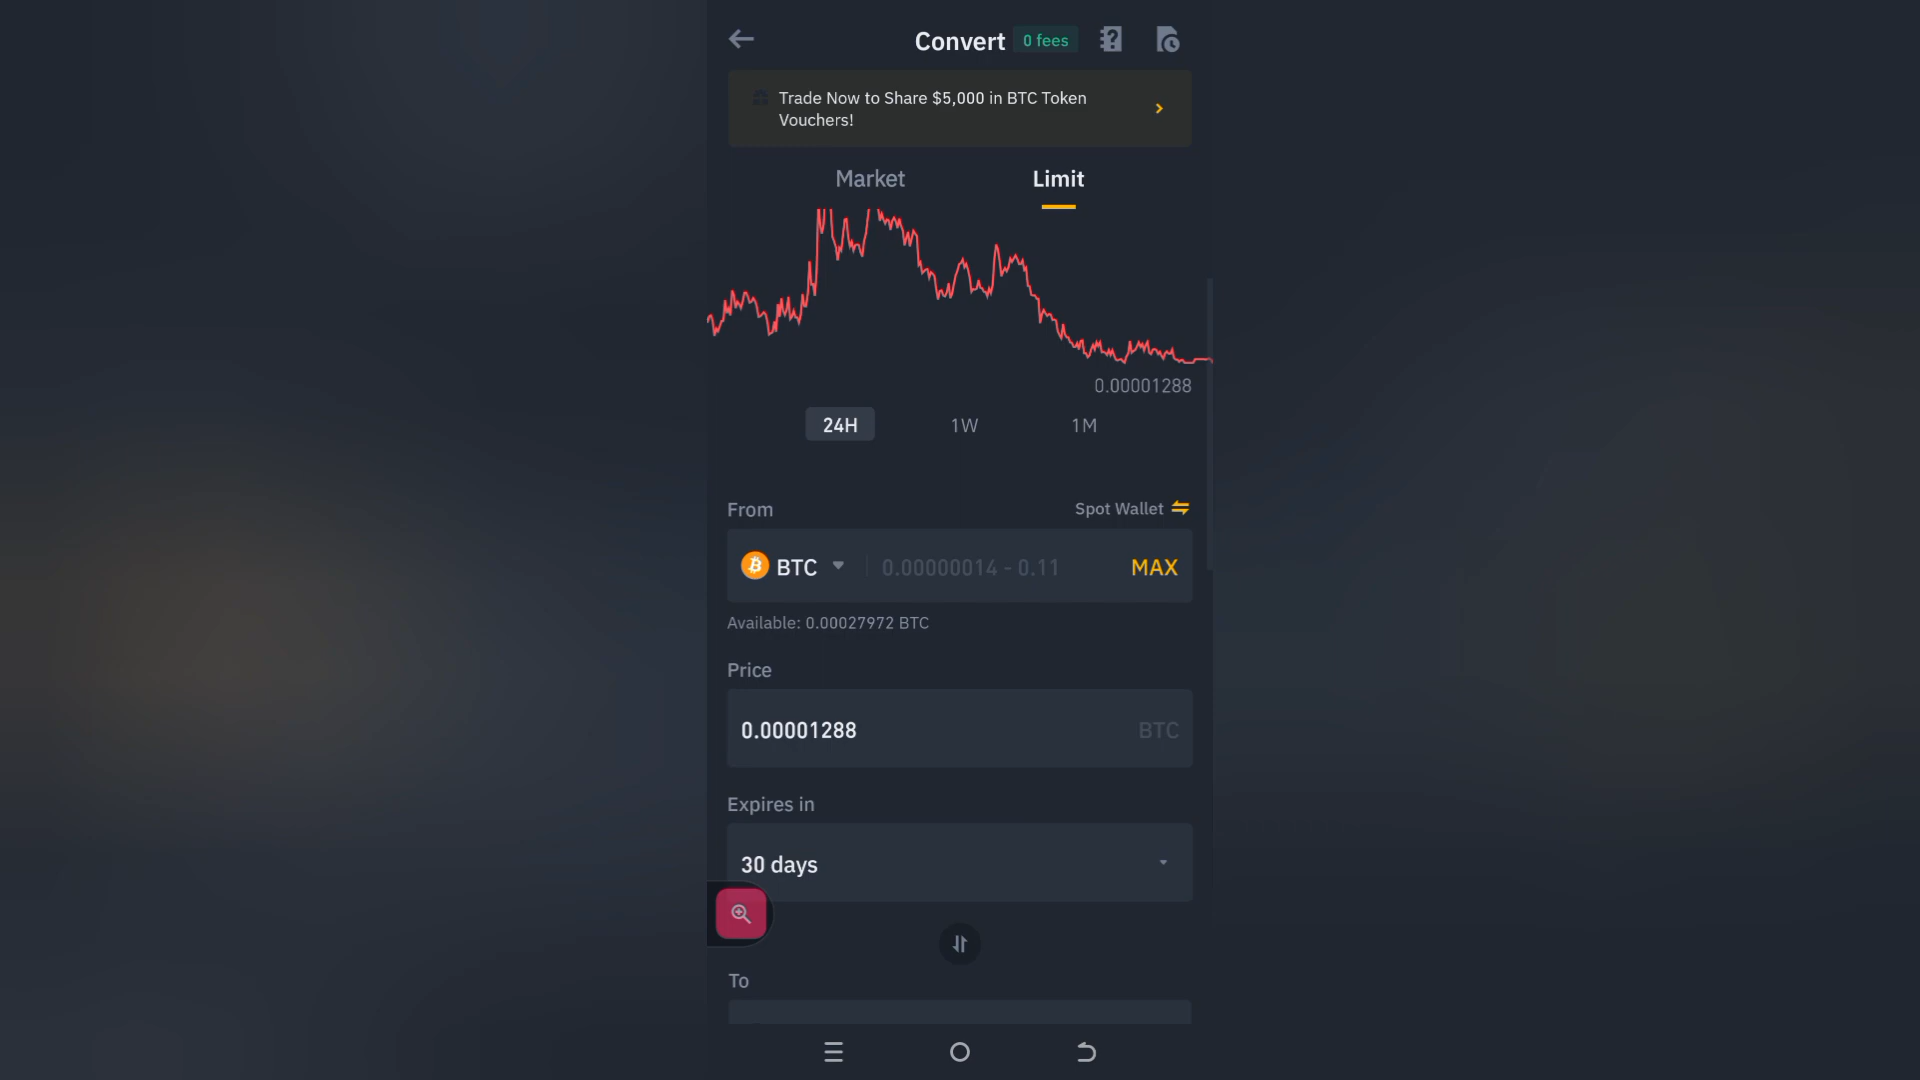 Convert 0 fees
Trade Now to Share $5,000 in BTC Token
Vouchers!
Market Limit
0.00001288
24H 1W 1M
From Spot Wallet
BTC 0.00000014 - 0.11 MAX
Available: 0.00027972 BTC
Price
0.00001288 BTC
Expires in
30 days
To